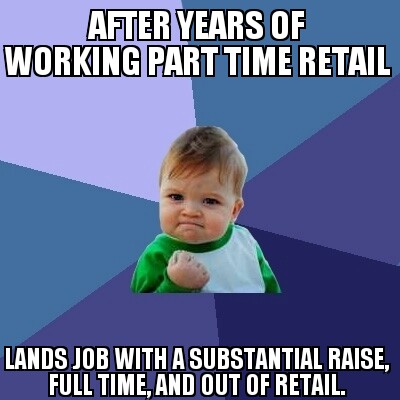 AFTER YEARS OF
WORKING PART TIME RETAIL
LANDS JOB WITH A SUBSTANTIAL RAISE,
FULL TIME, AND OUT OF RETAIL.